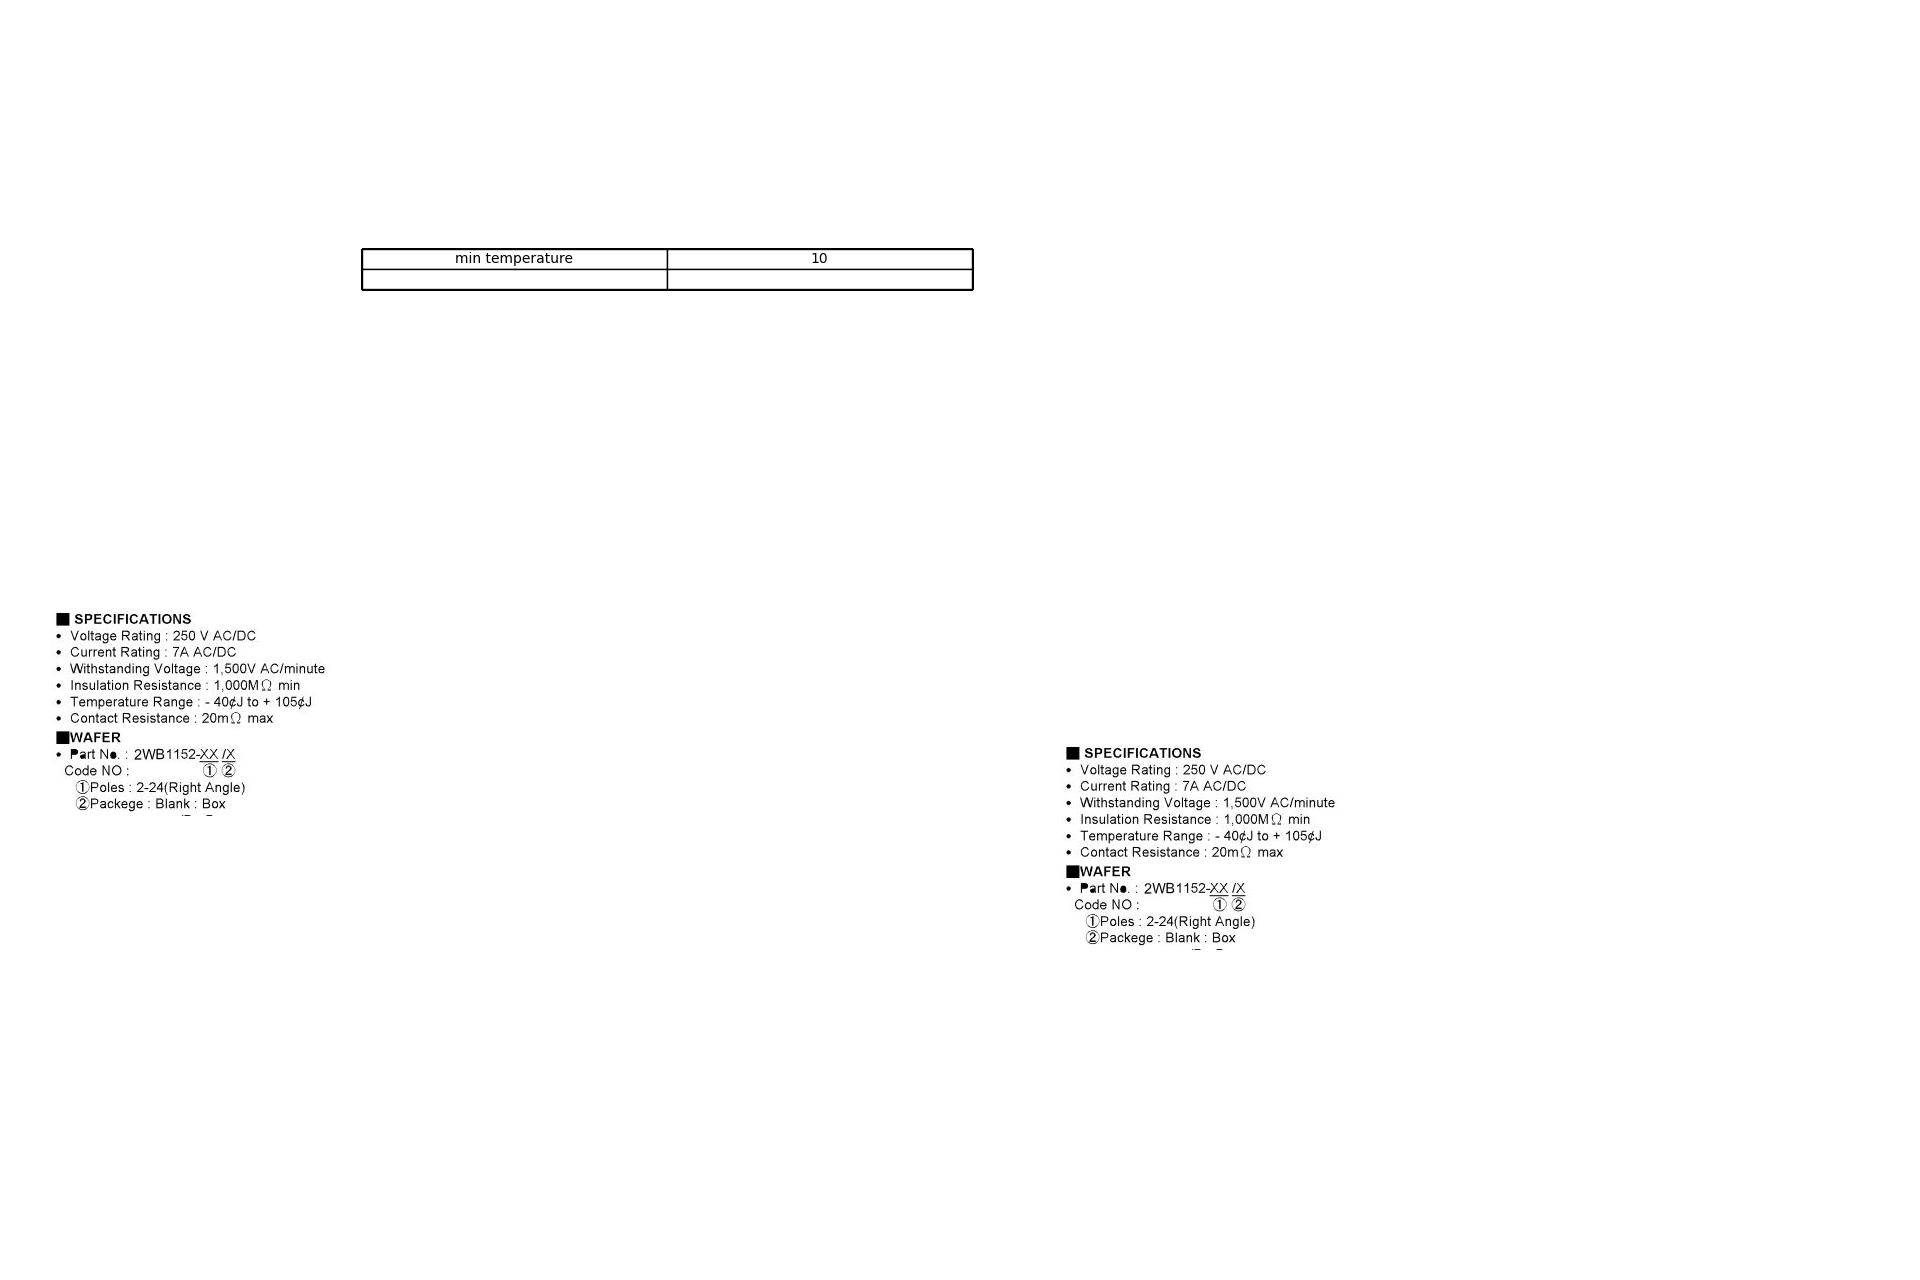 min temperature 10
■ SPECIFICATIONS
• Voltage Rating : 250 V AC/DC
• Current Rating : 7A AC/DC
• Withstanding Voltage : 1,500V AC/minute
• Insulation Resistance : 1,000MΩ min
• Temperature Range : - 40¢J to + 105¢J
• Contact Resistance : 20mΩ max
■WAFER
• Part No. : 2WB1152-XX /X
Code NO : ① ②
①Poles : 2-24(Right Angle)
②Packege : Blank : Box
■ SPECIFICATIONS
• Voltage Rating : 250 V AC/DC
• Current Rating : 7A AC/DC
• Withstanding Voltage : 1,500V AC/minute
• Insulation Resistance : 1,000MΩ min
• Temperature Range : - 40¢J to + 105¢J
• Contact Resistance : 20mΩ max
■WAFER
• Part No. : 2WB1152-XX /X
Code NO : ① ②
①Poles : 2-24(Right Angle)
②Packege : Blank : Box